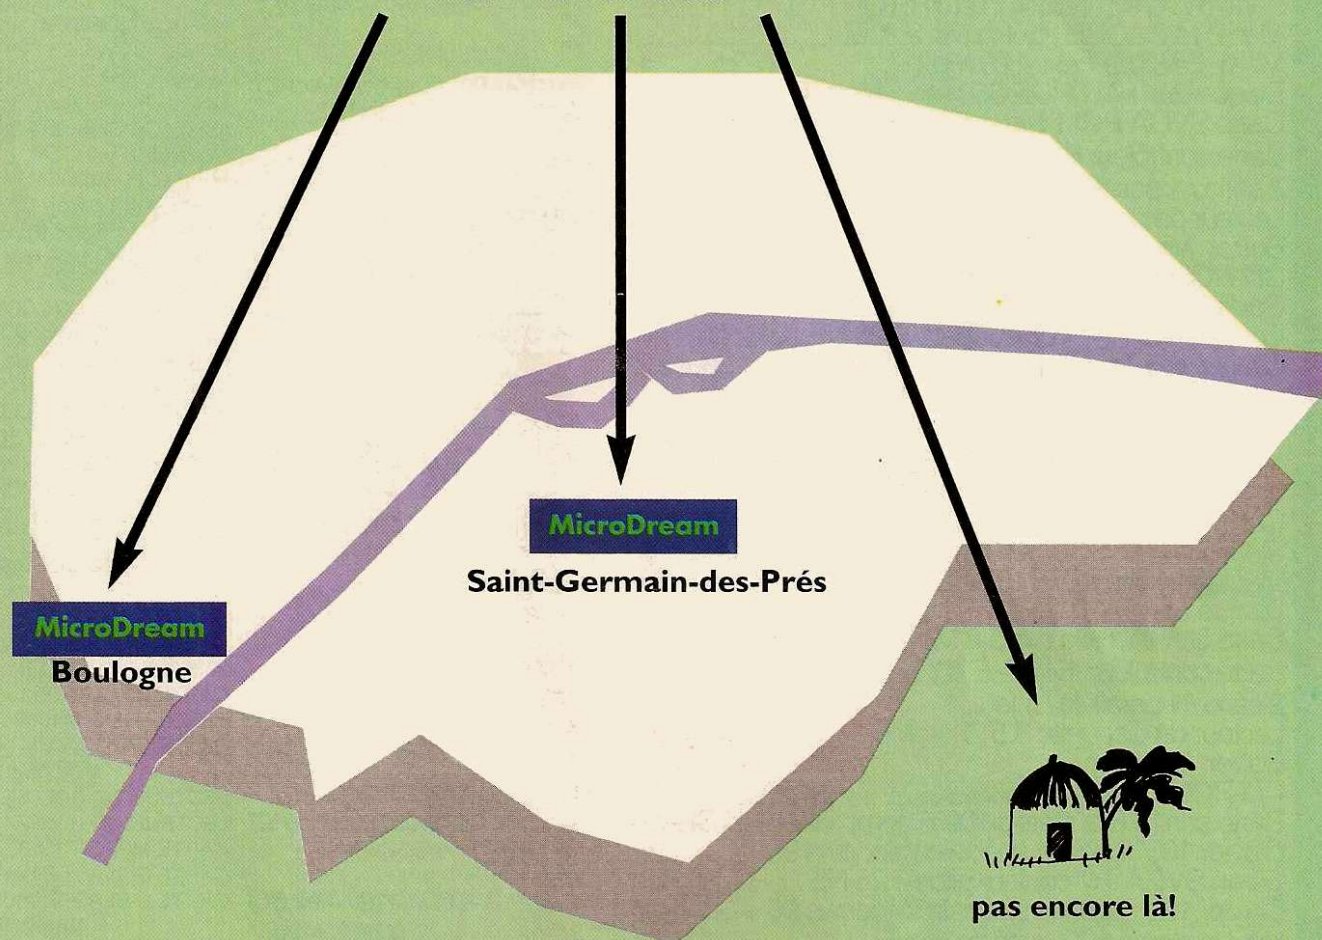 MicroDream
Saint-Germain-des-Prés
MicroDream
Boulogne
pas encore là!